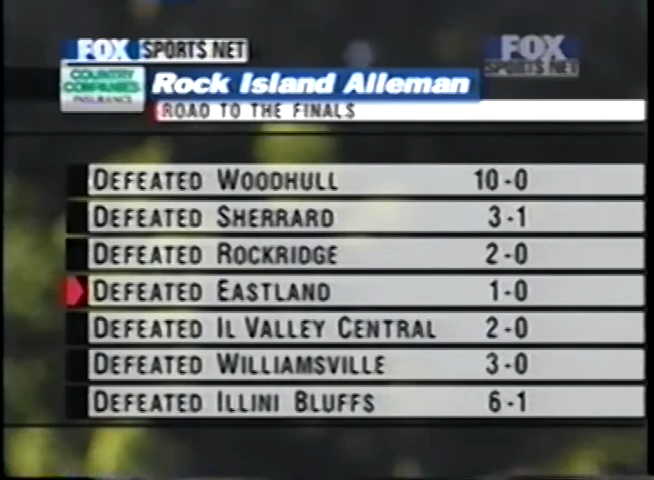 FOX SPORTS NET
FOX
SPORTS NET
COUNTRY
COMPANIES
INSURANCE
Rock Island Alleman
ROAD TO THE FINALS
DEFEATED WOODHULL 10-0
DEFEATED SHERRARD 3-1
DEFEATED ROCKRIDGE 2-0
DEFEATED EASTLAND 1-0
DEFEATED IL VALLEY CENTRAL 2-0
DEFEATED WILLIAMSVILLE 3-0
DEFEATED ILLINI BLUFFS 6-1